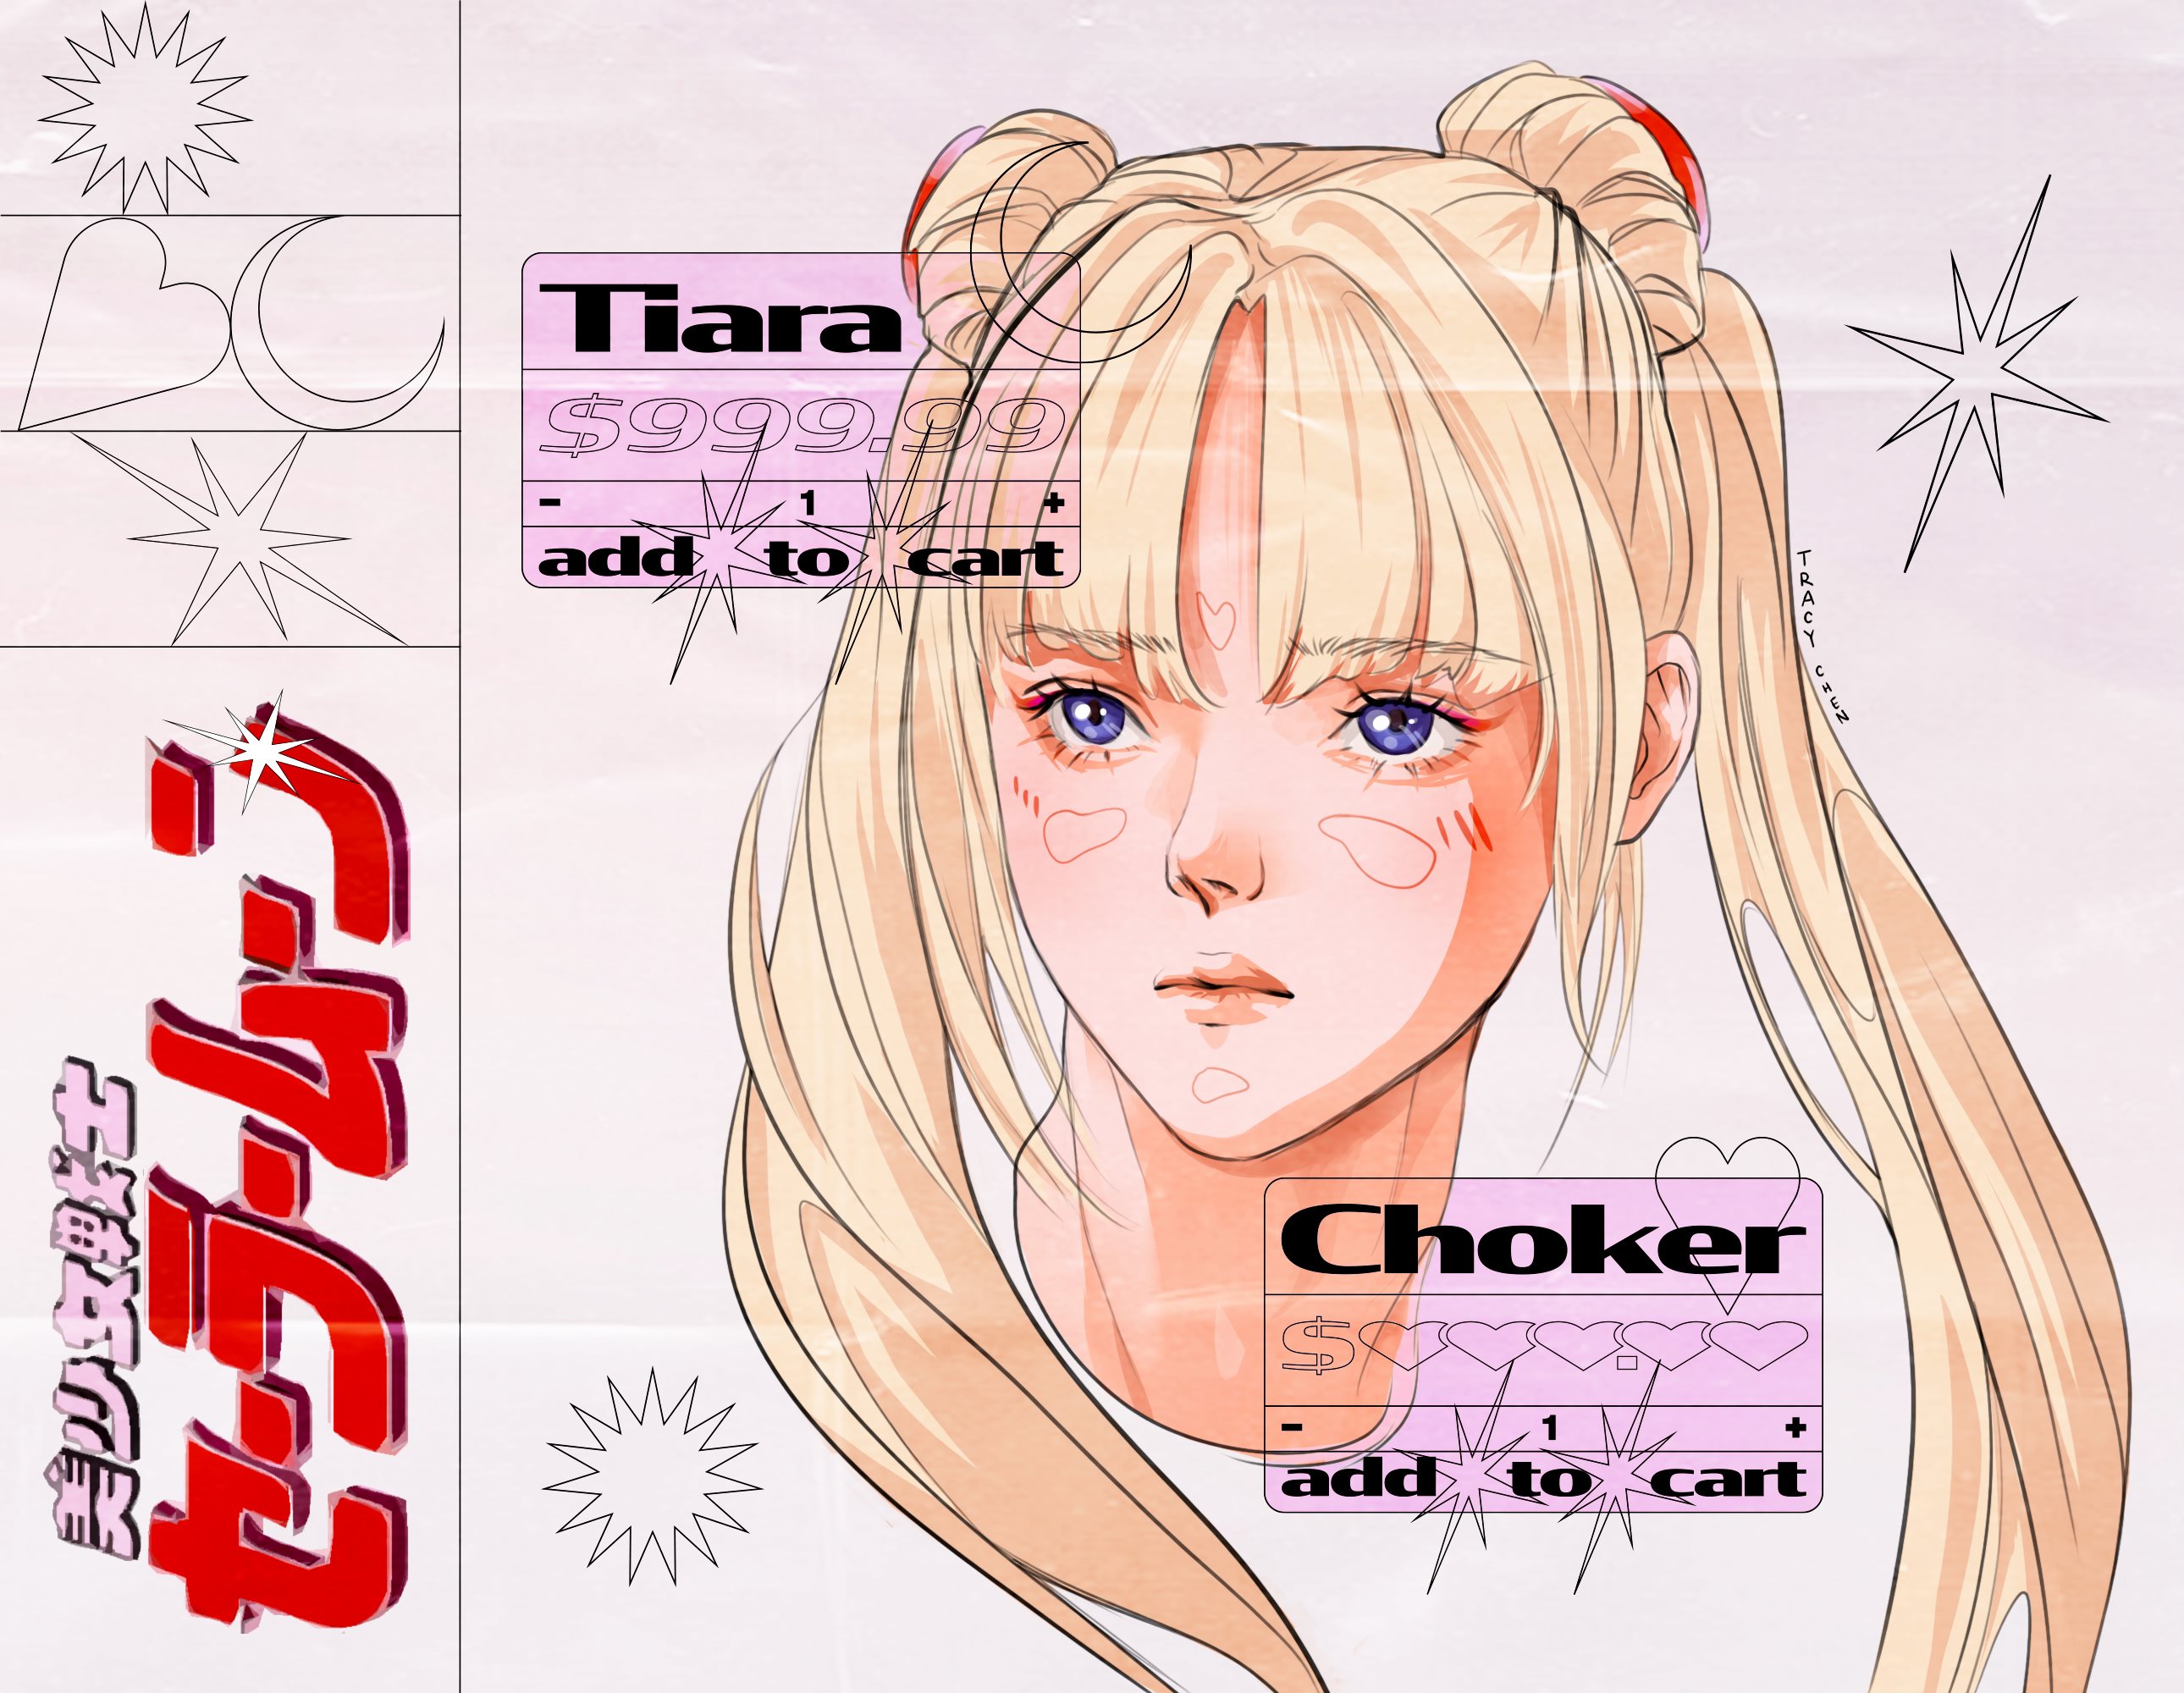 美少女戦士
セーラームーン
Tiara
$999.99
- 1 +
add to cart
TRACY CHEN
Choker
$♡♡♡.♡♡
- 1 +
add to cart